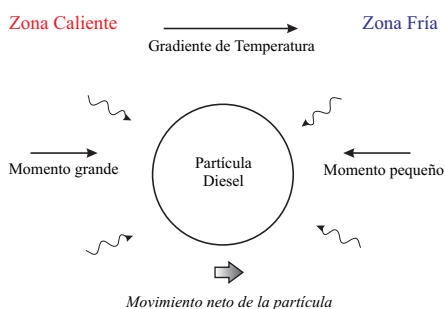 Zona Caliente
Zona Fría
Gradiente de Temperatura
Momento grande
Partícula
Diesel
Momento pequeño
Movimiento neto de la partícula